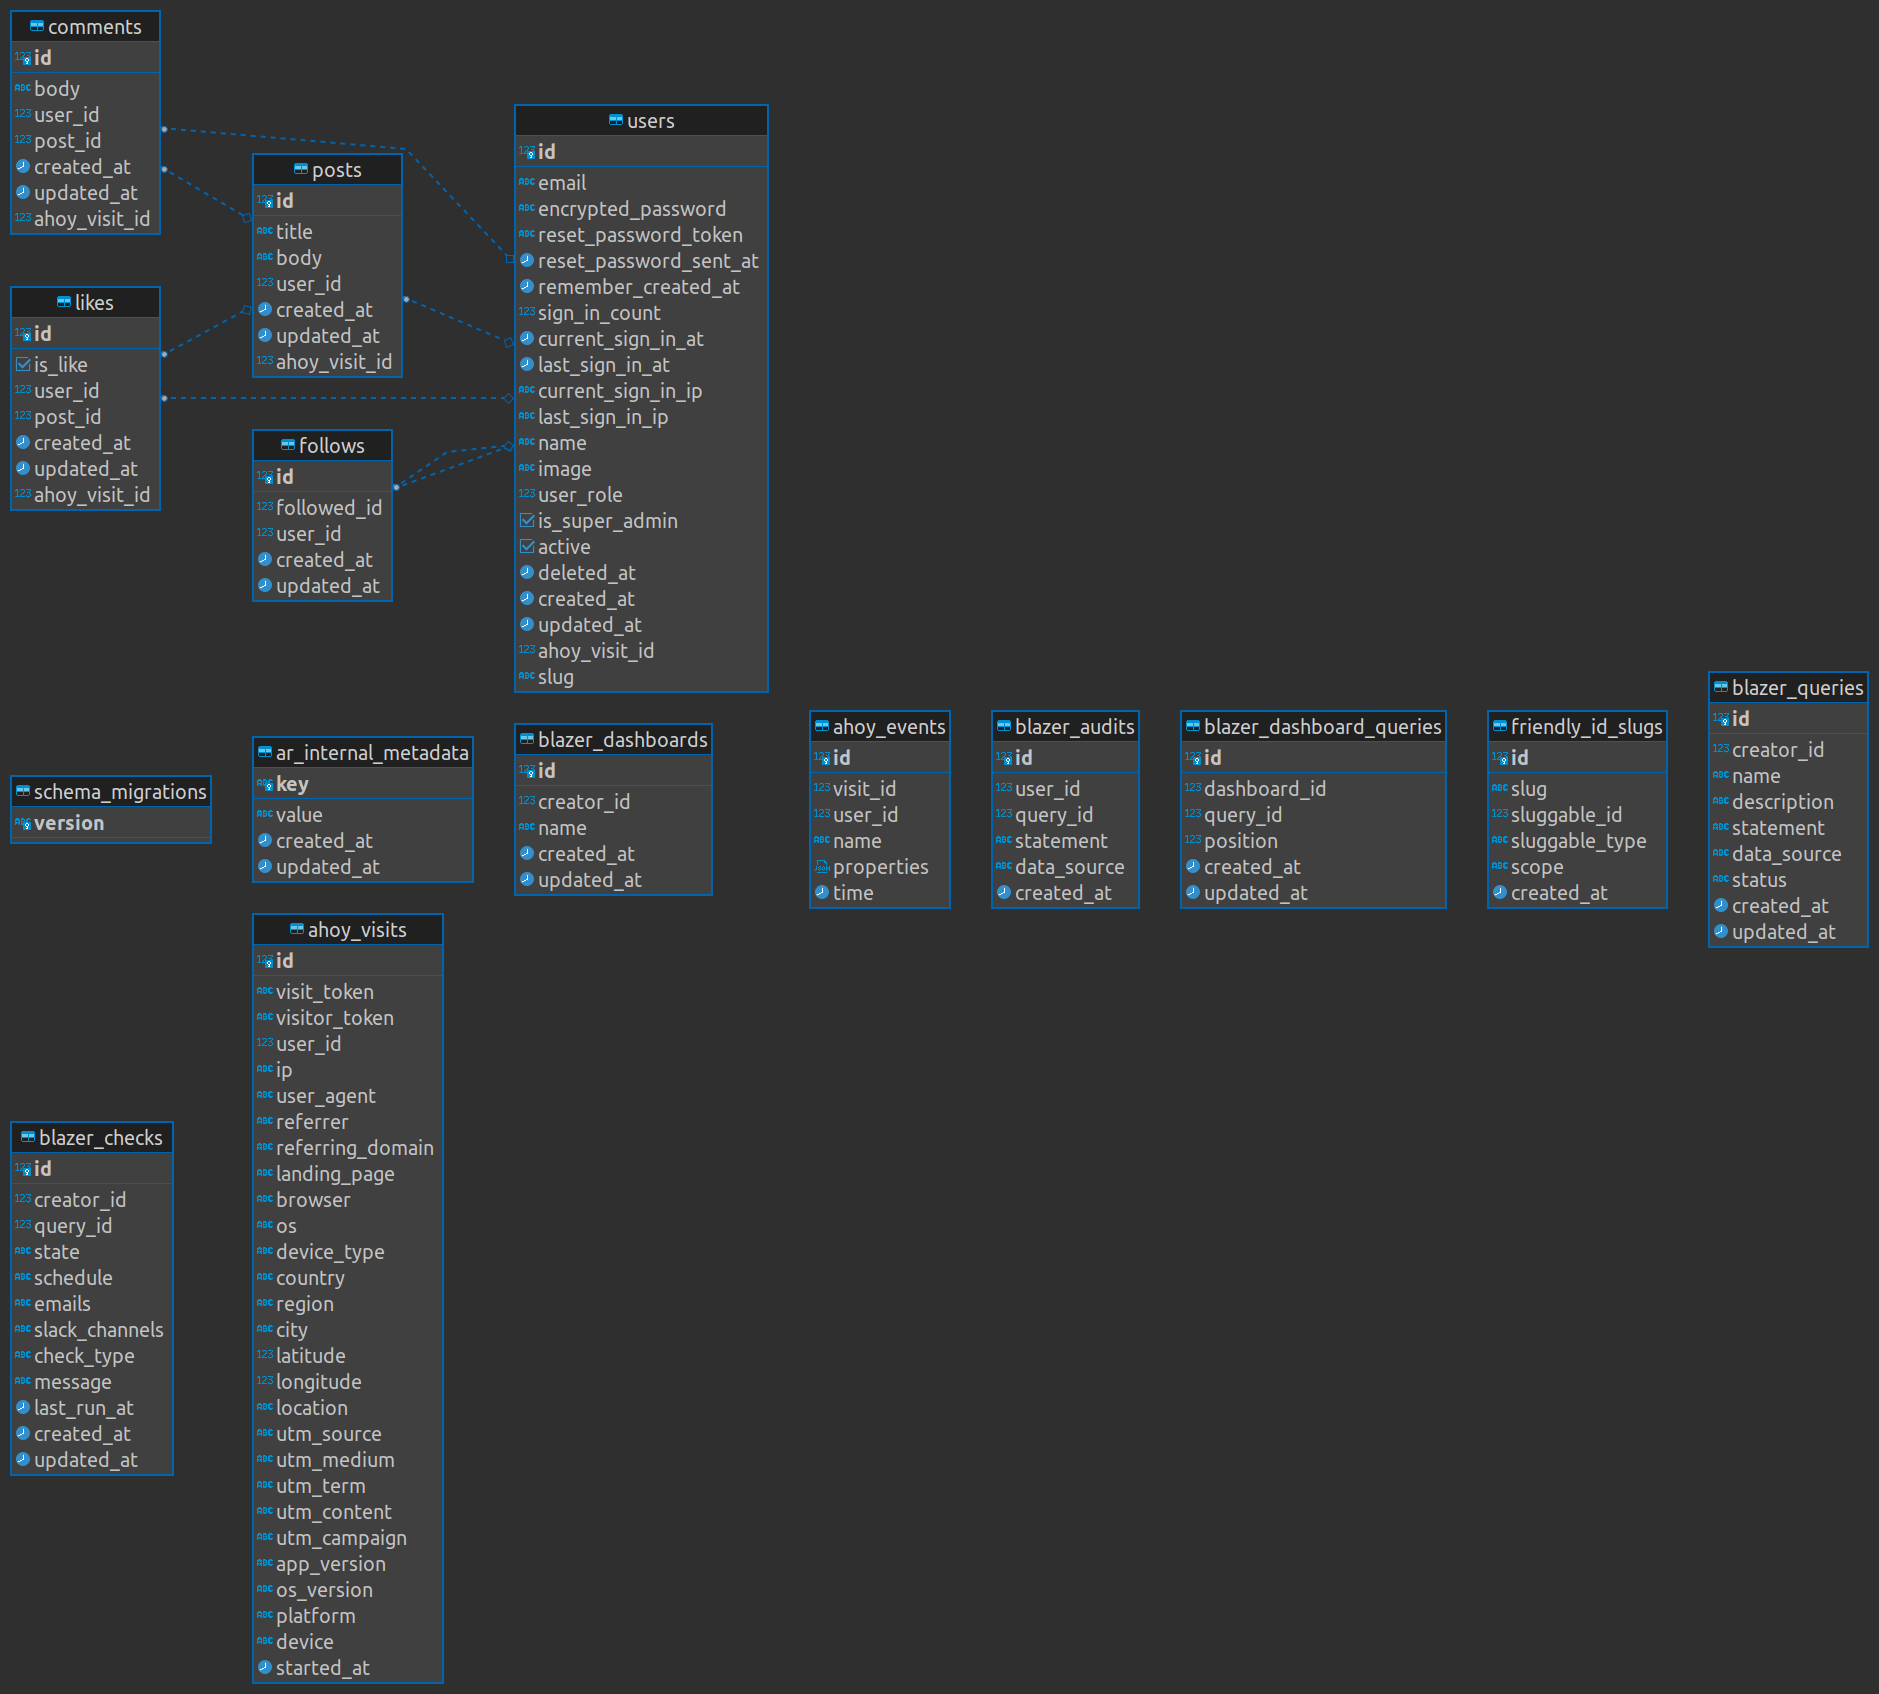 comments
id
body
user_id
post_id
created_at
updated_at
ahoy_visit_id
likes
id
is_like
user_id
post_id
created_at
updated_at
ahoy_visit_id
posts
id
title
body
user_id
created_at
updated_at
ahoy_visit_id
follows
id
followed_id
user_id
created_at
updated_at
users
id
email
encrypted_password
reset_password_token
reset_password_sent_at
remember_created_at
sign_in_count
current_sign_in_at
last_sign_in_at
current_sign_in_ip
last_sign_in_ip
name
image
user_role
is_super_admin
active
deleted_at
created_at
updated_at
ahoy_visit_id
slug
schema_migrations
version
ar_internal_metadata
key
value
created_at
updated_at
blazer_dashboards
id
creator_id
name
created_at
updated_at
ahoy_events
id
visit_id
user_id
name
properties
time
blazer_audits
id
user_id
query_id
statement
data_source
created_at
blazer_dashboard_queries
id
dashboard_id
query_id
position
created_at
updated_at
friendly_id_slugs
id
slug
sluggable_id
sluggable_type
scope
created_at
blazer_queries
id
creator_id
name
description
statement
data_source
status
created_at
updated_at
blazer_checks
id
creator_id
query_id
state
schedule
emails
slack_channels
check_type
message
last_run_at
created_at
updated_at
ahoy_visits
id
visit_token
visitor_token
user_id
ip
user_agent
referrer
referring_domain
landing_page
browser
os
device_type
country
region
city
latitude
longitude
location
utm_source
utm_medium
utm_term
utm_content
utm_campaign
app_version
os_version
platform
device
started_at